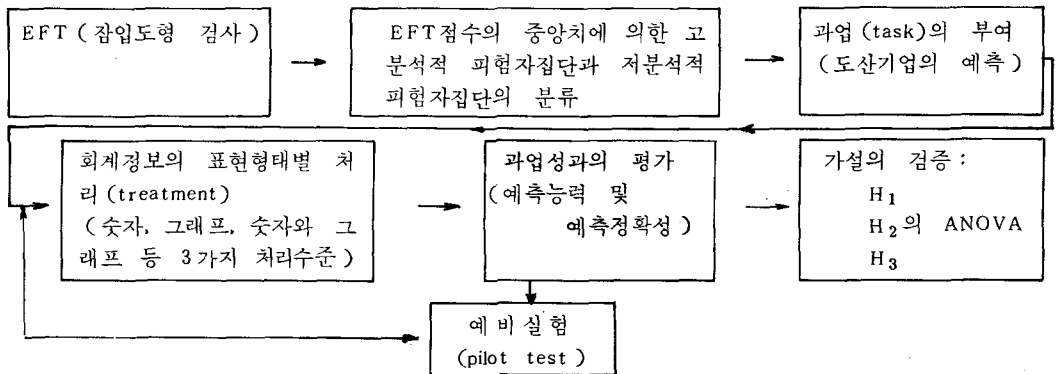 EFT (잠입도형 검사)
EFT점수의 중앙치에 의한 고
분석적 피험자집단과 저분석적
피험자집단의 분류
과업 (task)의 부여
(도산기업의 예측)
회계정보의 표현형태별 처
리 (treatment)
(숫자, 그래프, 숫자와 그
래프 등 3가지 처리수준)
과업성과의 평가
(예측능력 및
예측정확성)
가설의 검증 :
H1
H2의 ANOVA
H3
예비실험
(pilot test)